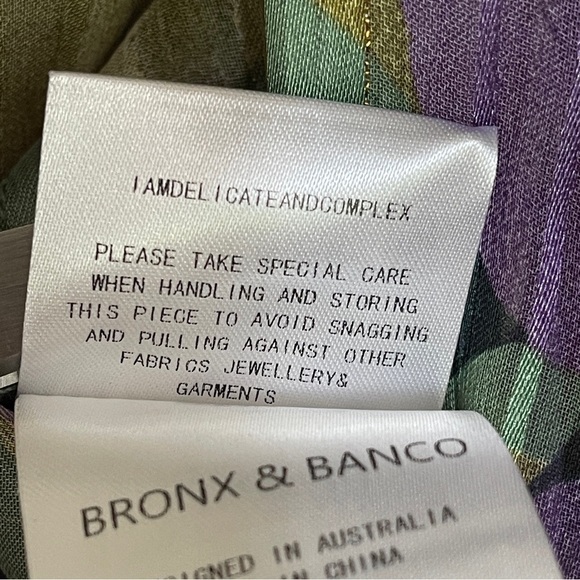 IAMDELICATEANDCOMPLEX
PLEASE TAKE SPECIAL CARE
WHEN HANDLING AND STORING
THIS PIECE TO AVOID SNAGGING
AND PULLING AGAINST OTHER
FABRICS JEWELLERY&
GARMENTS
BRONX & BANCO
IN AUSTRALIA
CHINA